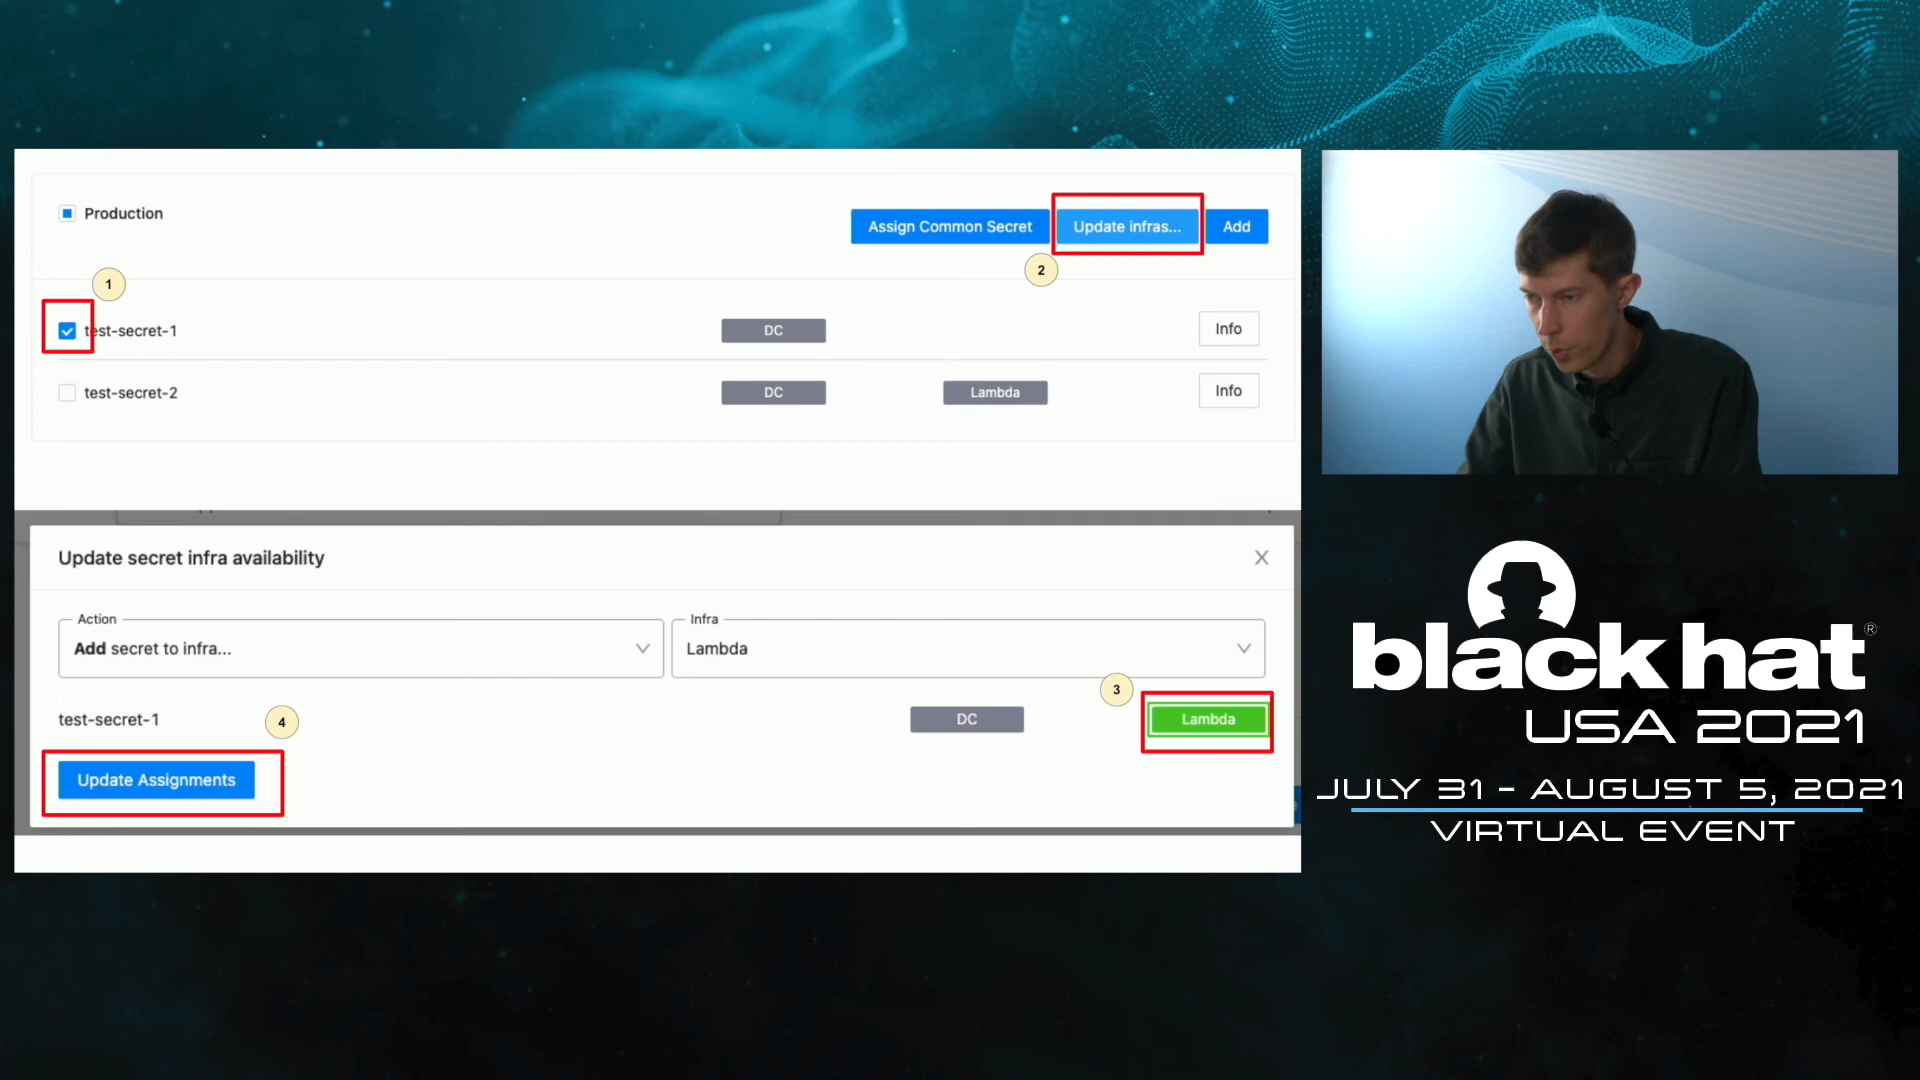 Production
Assign Common Secret
Update infras...
Add
1
2
test-secret-1
DC
Info
test-secret-2
DC
Lambda
Info
Update secret infra availability
X
Action
Add secret to infra...
Infra
Lambda
3
test-secret-1
4
DC
Lambda
Update Assignments
black hat®
USA 2021
JULY 31 - AUGUST 5, 2021
VIRTUAL EVENT